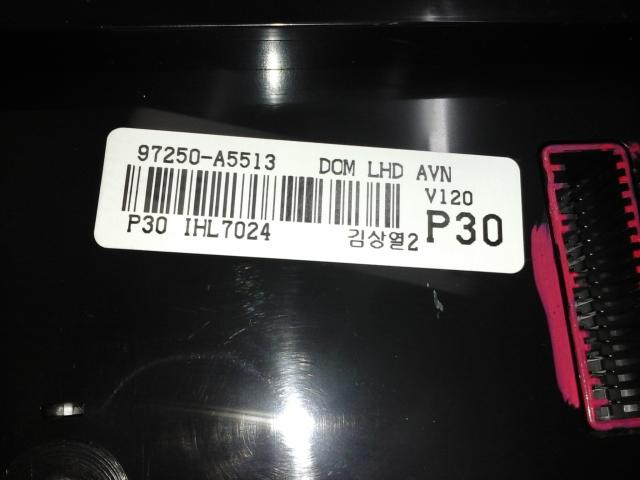 97250-A5513 DOM LHD AVN
V120
P30 IHL7024 김상열2 P30